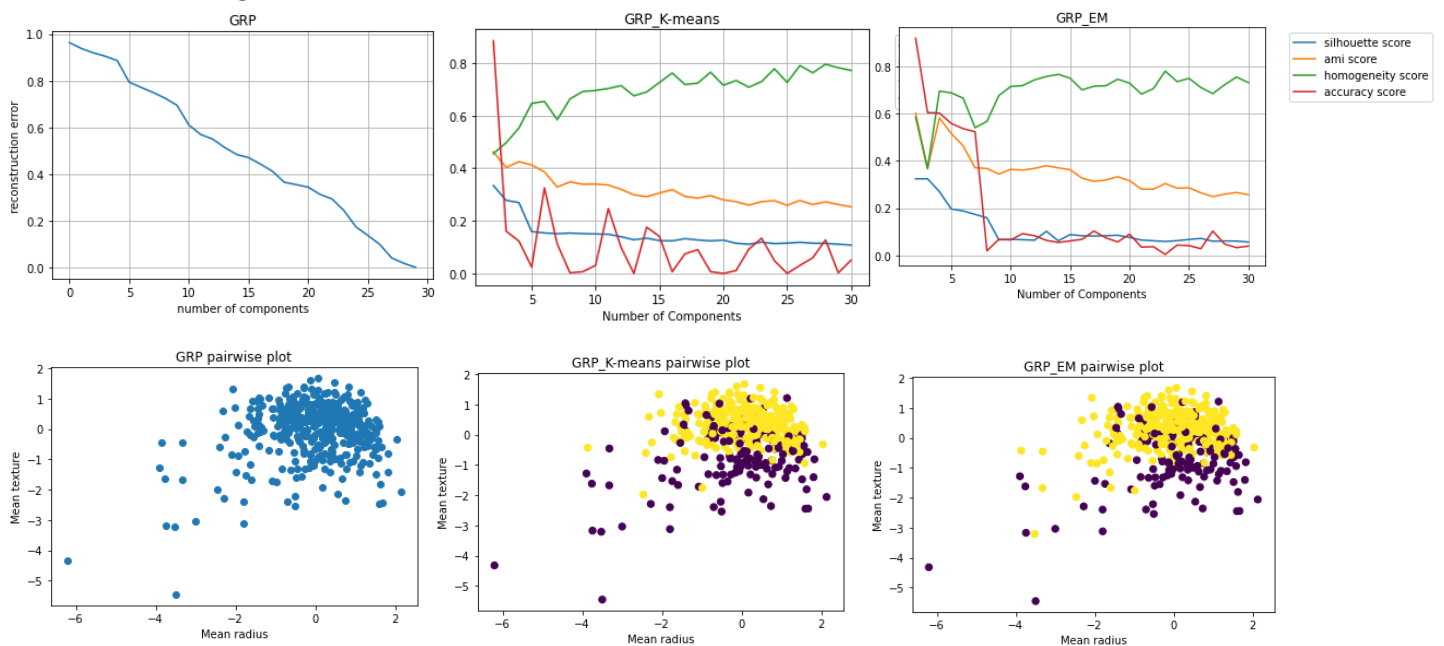 GRP
1.0
0.8
0.6
0.4
0.2
0.0
reconstruction error
0 5 10 15 20 25 30
number of components
GRP_K-means
0.8
0.6
0.4
0.2
0.0
5 10 15 20 25 30
Number of Components
GRP_EM
0.8
0.6
0.4
0.2
0.0
5 10 15 20 25 30
Number of Components
silhouette score
ami score
homogeneity score
accuracy score
GRP pairwise plot
2
1
0
−1
−2
−3
−4
−5
Mean texture
−6 −4 −2 0 2
Mean radius
GRP_K-means pairwise plot
2
1
0
−1
−2
−3
−4
−5
Mean texture
−6 −4 −2 0 2
Mean radius
GRP_EM pairwise plot
2
1
0
−1
−2
−3
−4
−5
Mean texture
−6 −4 −2 0 2
Mean radius